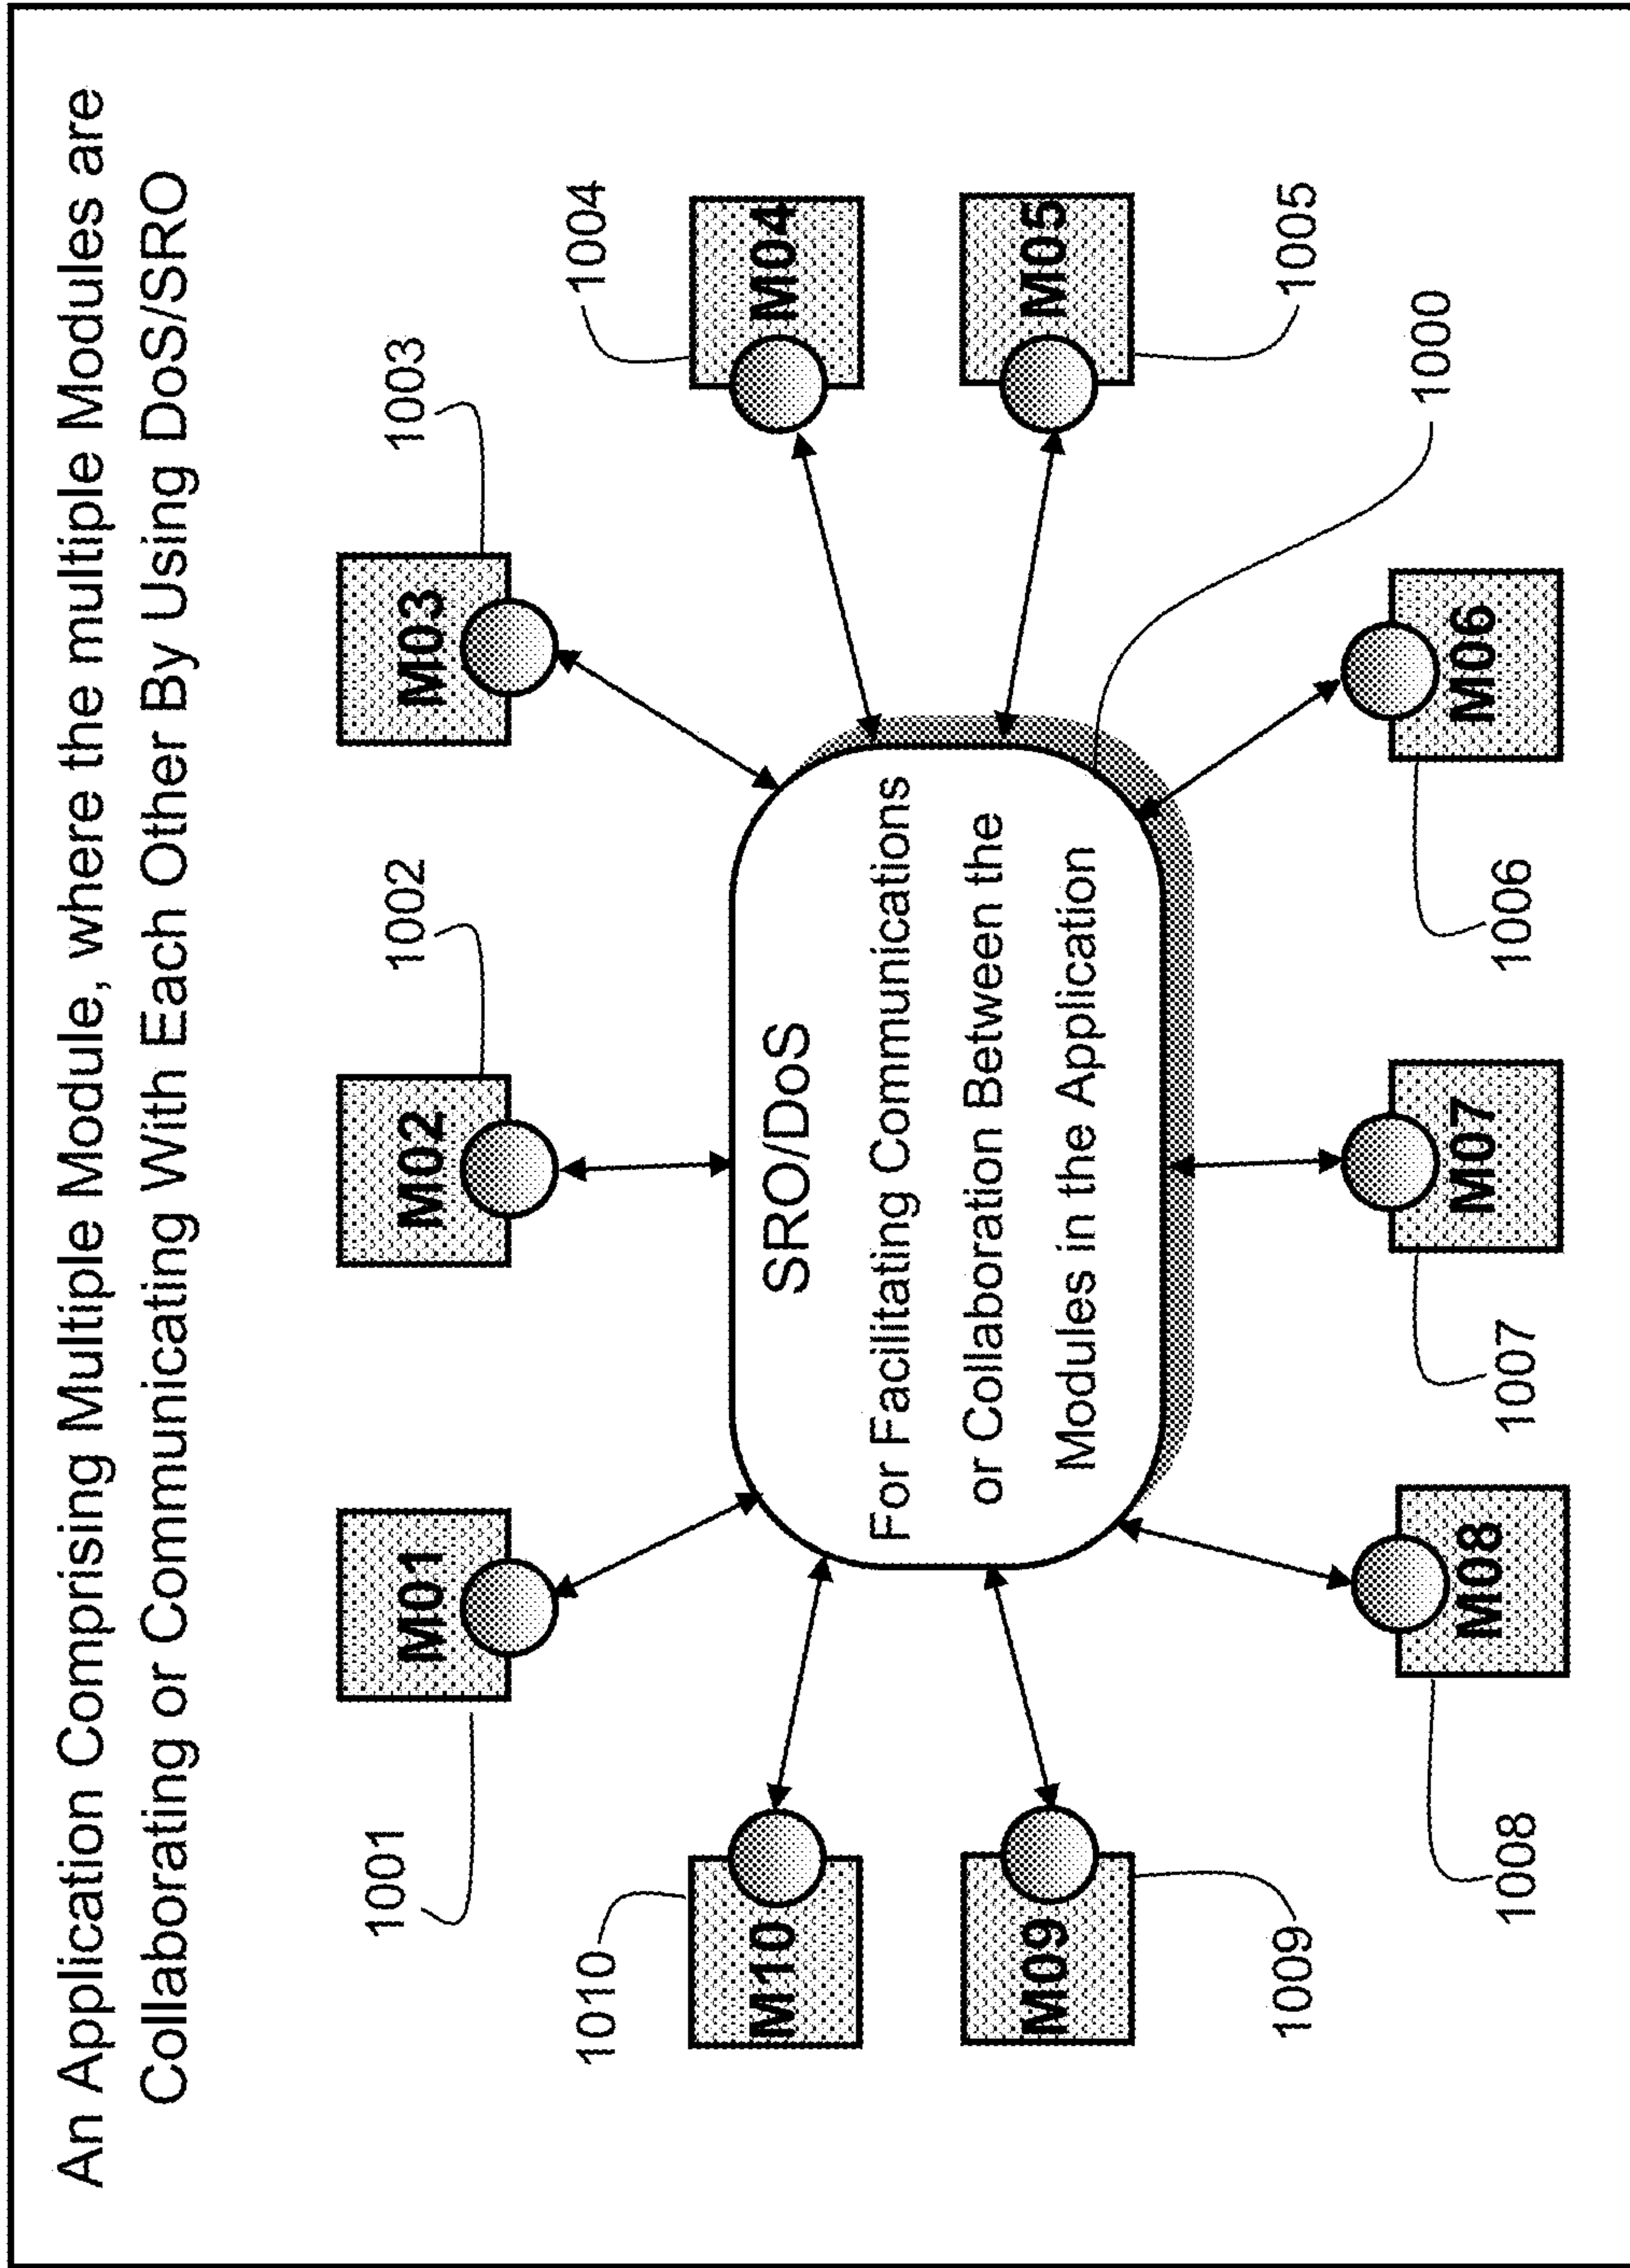 An Application Comprising Multiple Module, where the multiple Modules are
Collaborating or Communicating With Each Other By Using DoS/SRO
1001
1002
1003
M01
M02
M03
1010
1004
M10
M04
SRO/DoS
For Facilitating Communications
or Collaboration Between the
Modules in the Application
M09
M05
1009
1005
1000
M08
M07
M06
1008
1007
1006